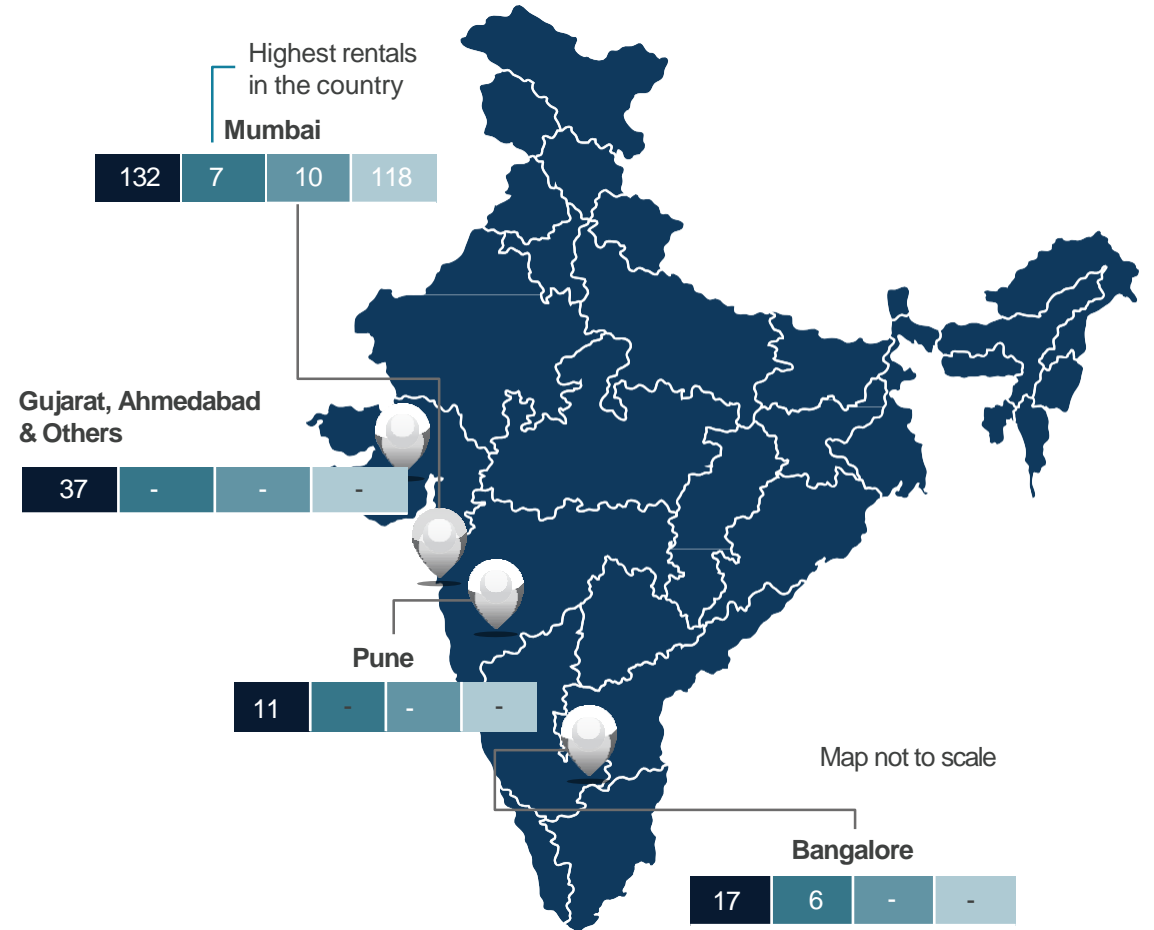 Highest rentals
in the country
Mumbai
132 7 10 118
Gujarat, Ahmedabad
& Others
37 - - -
Pune
11 - - -
Map not to scale
Bangalore
17 6 - -